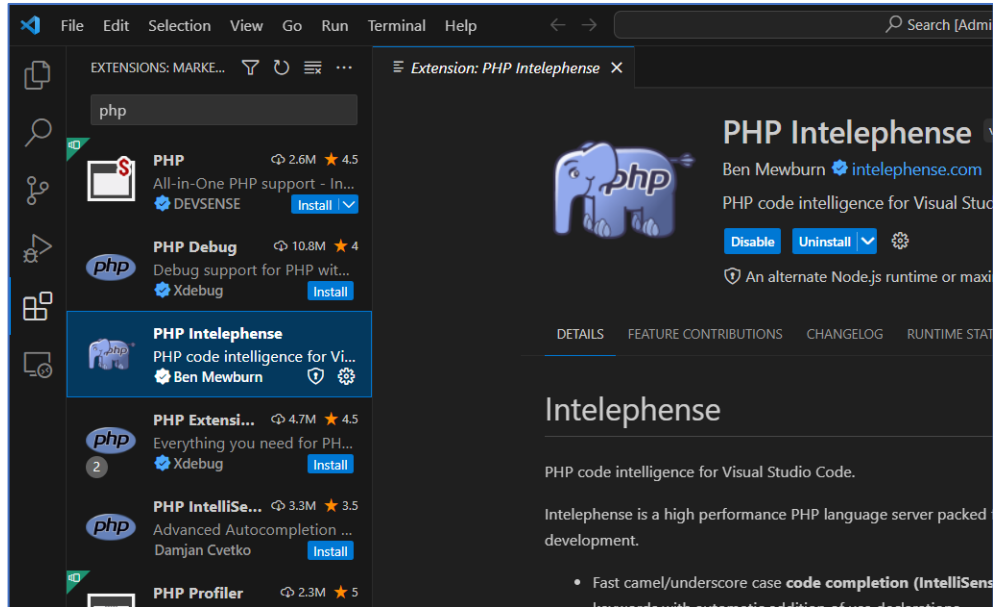 File Edit Selection View Go Run Terminal Help
Search [Admi
EXTENSIONS: MARKE...
php
PHP 2.6M 4.5
All-in-One PHP support - In...
DEVSENSE Install
PHP Debug 10.8M 4
Debug support for PHP wit...
Xdebug Install
PHP Intelephense
PHP code intelligence for Vi...
Ben Mewburn
PHP Extensi... 4.7M 4.5
Everything you need for PH...
2 Xdebug Install
PHP IntelliSe... 3.3M 3.5
Advanced Autocompletion ...
Damjan Cvetko Install
PHP Profiler 2.3M 5
Extension: PHP Intelephense
php
PHP Intelephense
Ben Mewburn intelephense.com
PHP code intelligence for Visual Stud
Disable Uninstall
An alternate Node.js runtime or maxi
DETAILS FEATURE CONTRIBUTIONS CHANGELOG RUNTIME STAT
Intelephense
PHP code intelligence for Visual Studio Code.
Intelephense is a high performance PHP language server packed
development.
Fast camel/underscore case code completion (IntelliSens